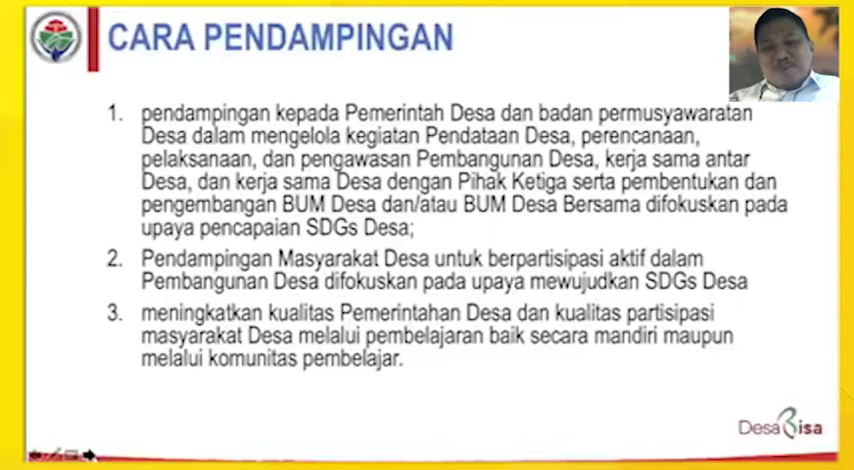 CARA PENDAMPINGAN
1. pendampingan kepada Pemerintah Desa dan badan permusyawaratan
Desa dalam mengelola kegiatan Pendataan Desa, perencanaan,
pelaksanaan, dan pengawasan Pembangunan Desa, kerja sama antar
Desa, dan kerja sama Desa dengan Pihak Ketiga serta pembentukan dan
pengembangan BUM Desa dan/atau BUM Desa Bersama difokuskan pada
upaya pencapaian SDGs Desa;
2. Pendampingan Masyarakat Desa untuk berpartisipasi aktif dalam
Pembangunan Desa difokuskan pada upaya mewujudkan SDGs Desa
3. meningkatkan kualitas Pemerintahan Desa dan kualitas partisipasi
masyarakat Desa melalui pembelajaran baik secara mandiri maupun
melalui komunitas pembelajar.
Desa Bisa